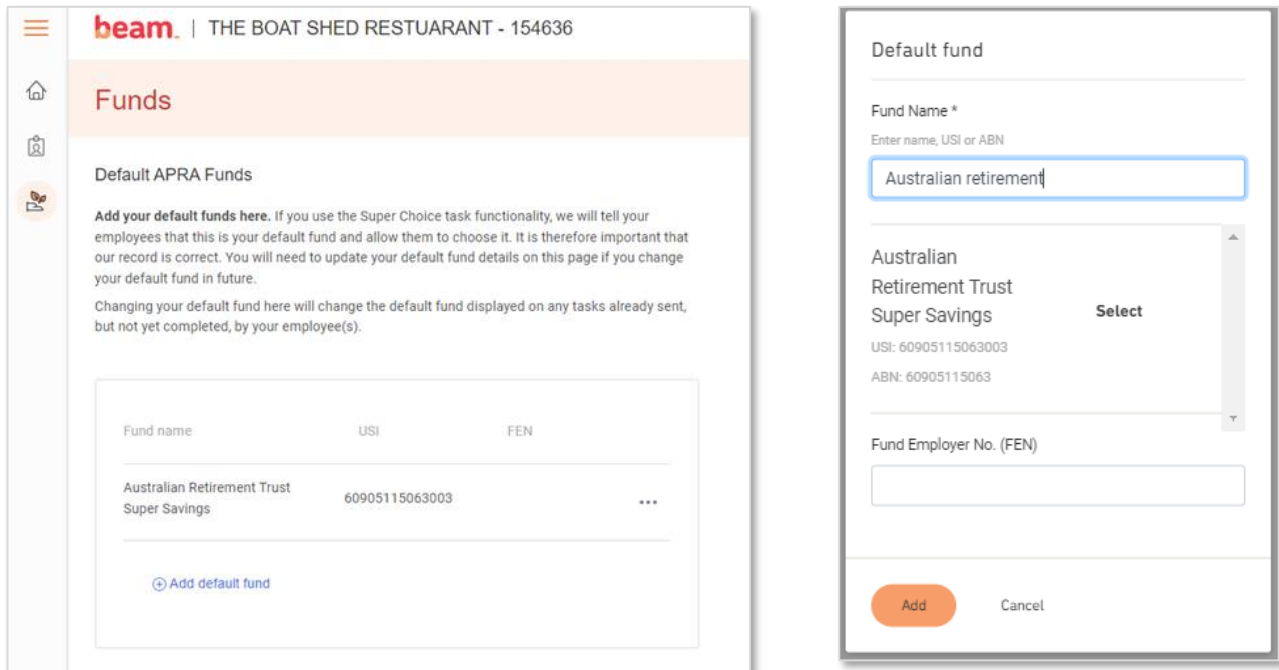 beam. | THE BOAT SHED RESTUARANT - 154636
Funds
Default APRA Funds
Add your default funds here. If you use the Super Choice task functionality, we will tell your
employees that this is your default fund and allow them to choose it. It is therefore important that
our record is correct. You will need to update your default fund details on this page if you change
your default fund in future.
Changing your default fund here will change the default fund displayed on any tasks already sent,
but not yet completed, by your employee(s).
Fund name USI FEN
Australian Retirement Trust
Super Savings
60905115063003
Add default fund
Default fund
Fund Name *
Enter name, USI or ABN
Australian retirement
Australian
Retirement Trust
Super Savings
Select
USI: 60905115063003
ABN: 60905115063
Fund Employer No. (FEN)
Add Cancel